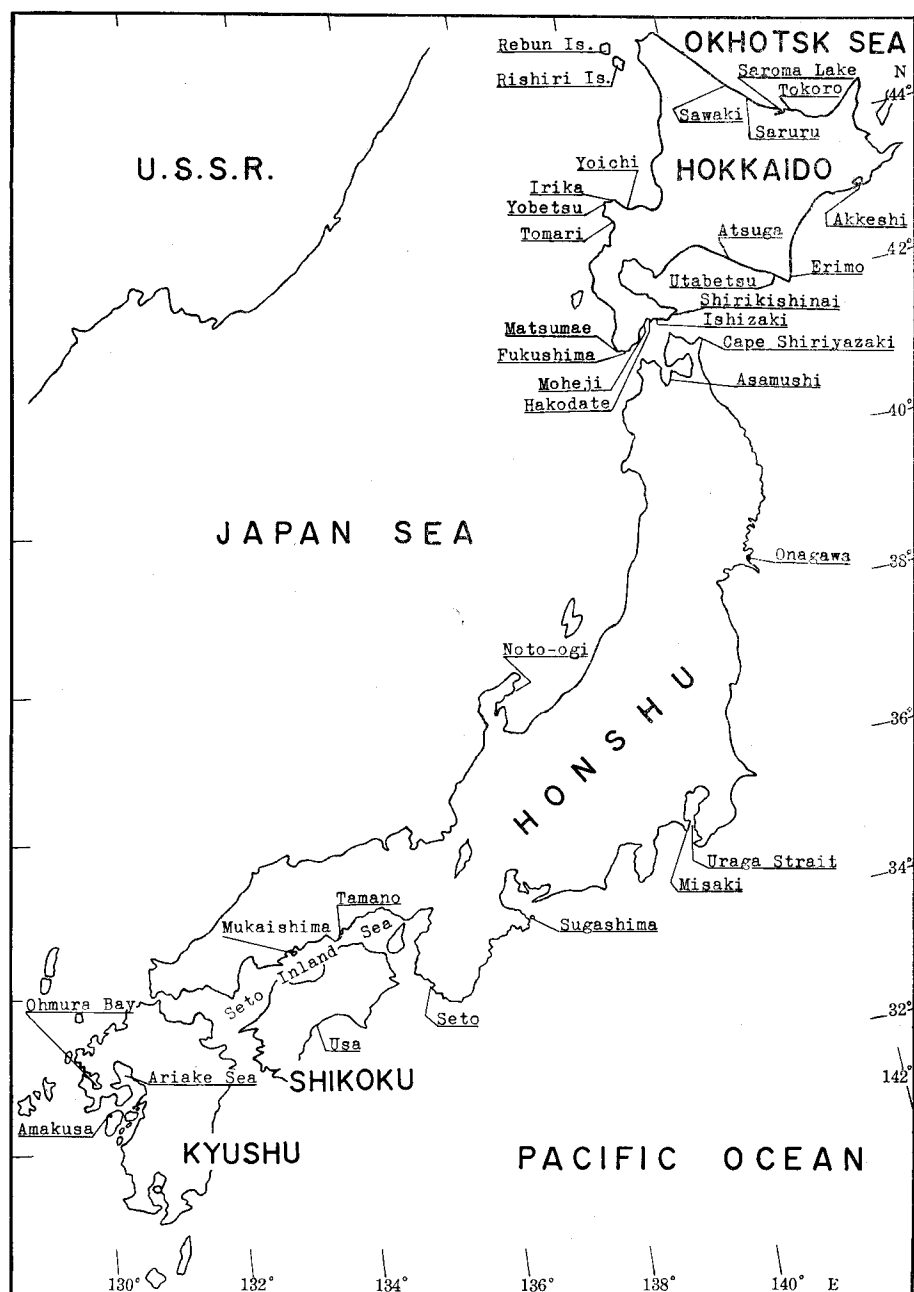 Rebun Is.
OKHOTSK SEA
Rishiri Is.
Saroma Lake
N
Tokoro
44°
Sawaki
Saruru
U.S.S.R.
Yoichi
HOKKAIDO
Irika
Yobetsu
Akkeshi
Tomari
Atsuga
42°
Utabetsu
Erimo
Shirikishinai
Matsumae
Ishizaki
Fukushima
Cape Shiriyazaki
Moheji
Asamushi
Hakodate
40°
JAPAN SEA
Onagawa
38°
Noto-ogi
HONSHU
36°
Uraga Strait
34°
Misaki
Tamano
Mukaishima
Sugashima
Seto Inland Sea
Ohmura Bay
Seto
32°
Usa
Ariake Sea
SHIKOKU
142°
Amakusa
KYUSHU
PACIFIC OCEAN
130°
132°
134°
136°
138°
140° E